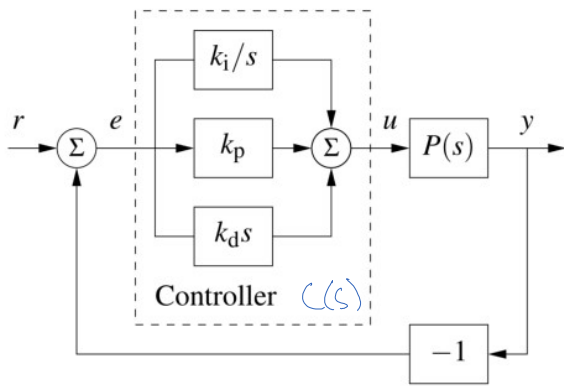 k_i/s
r e k_p u P(s) y
Σ Σ
k_d s
Controller C(s)
−1